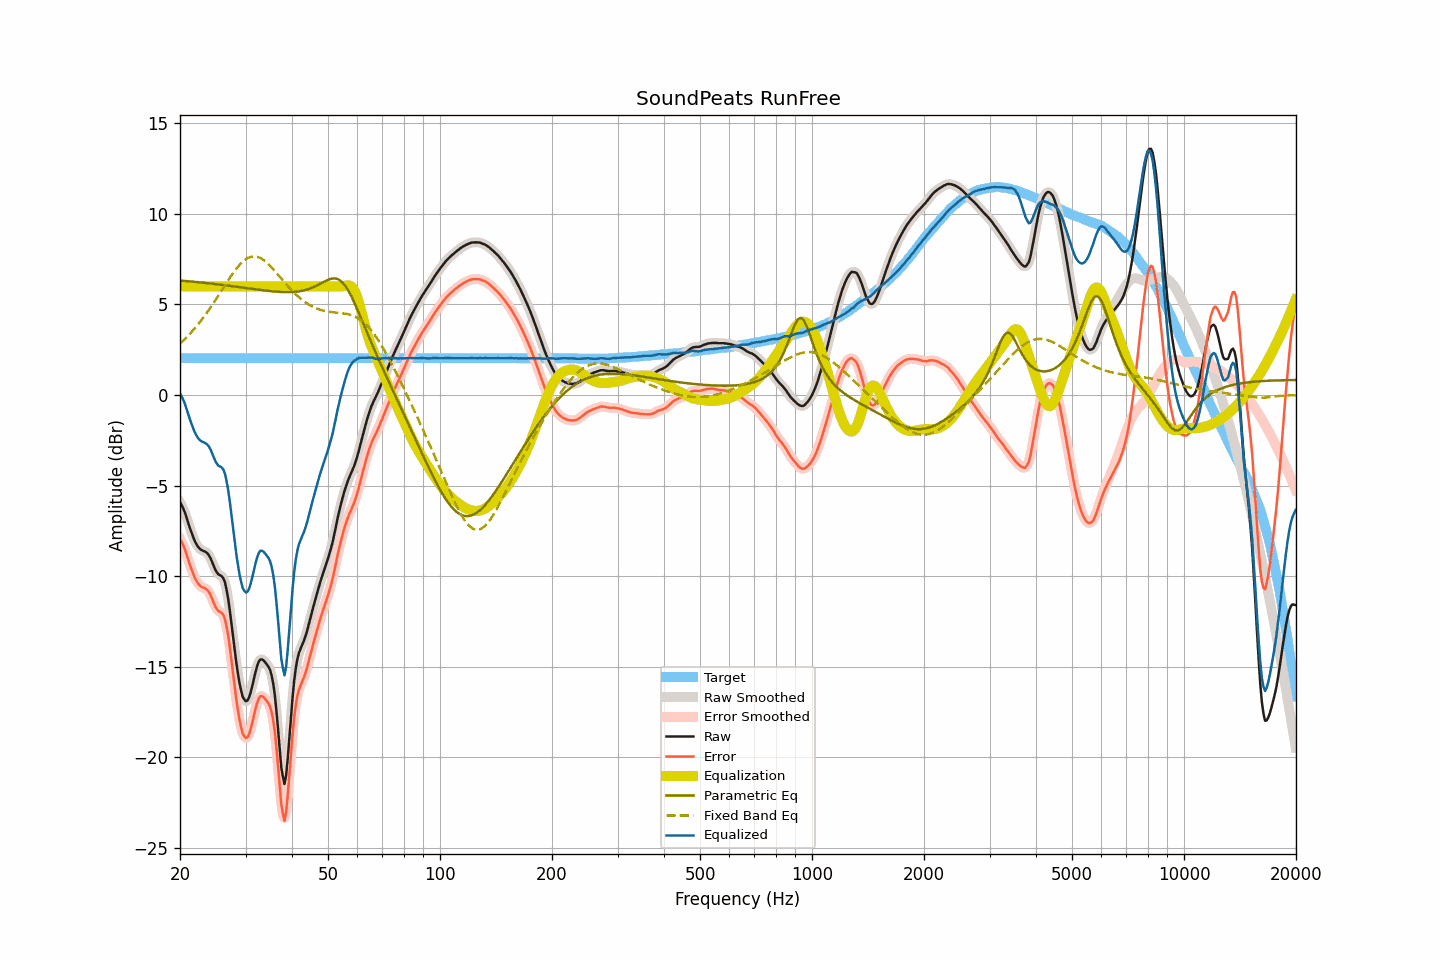 SoundPeats RunFree
15
10
5
0
−5
−10
−15
−20
−25
Amplitude (dBr)
Target
Raw Smoothed
Error Smoothed
Raw
Error
Equalization
Parametric Eq
Fixed Band Eq
Equalized
20 50 100 200 500 1000 2000 5000 10000 20000
Frequency (Hz)